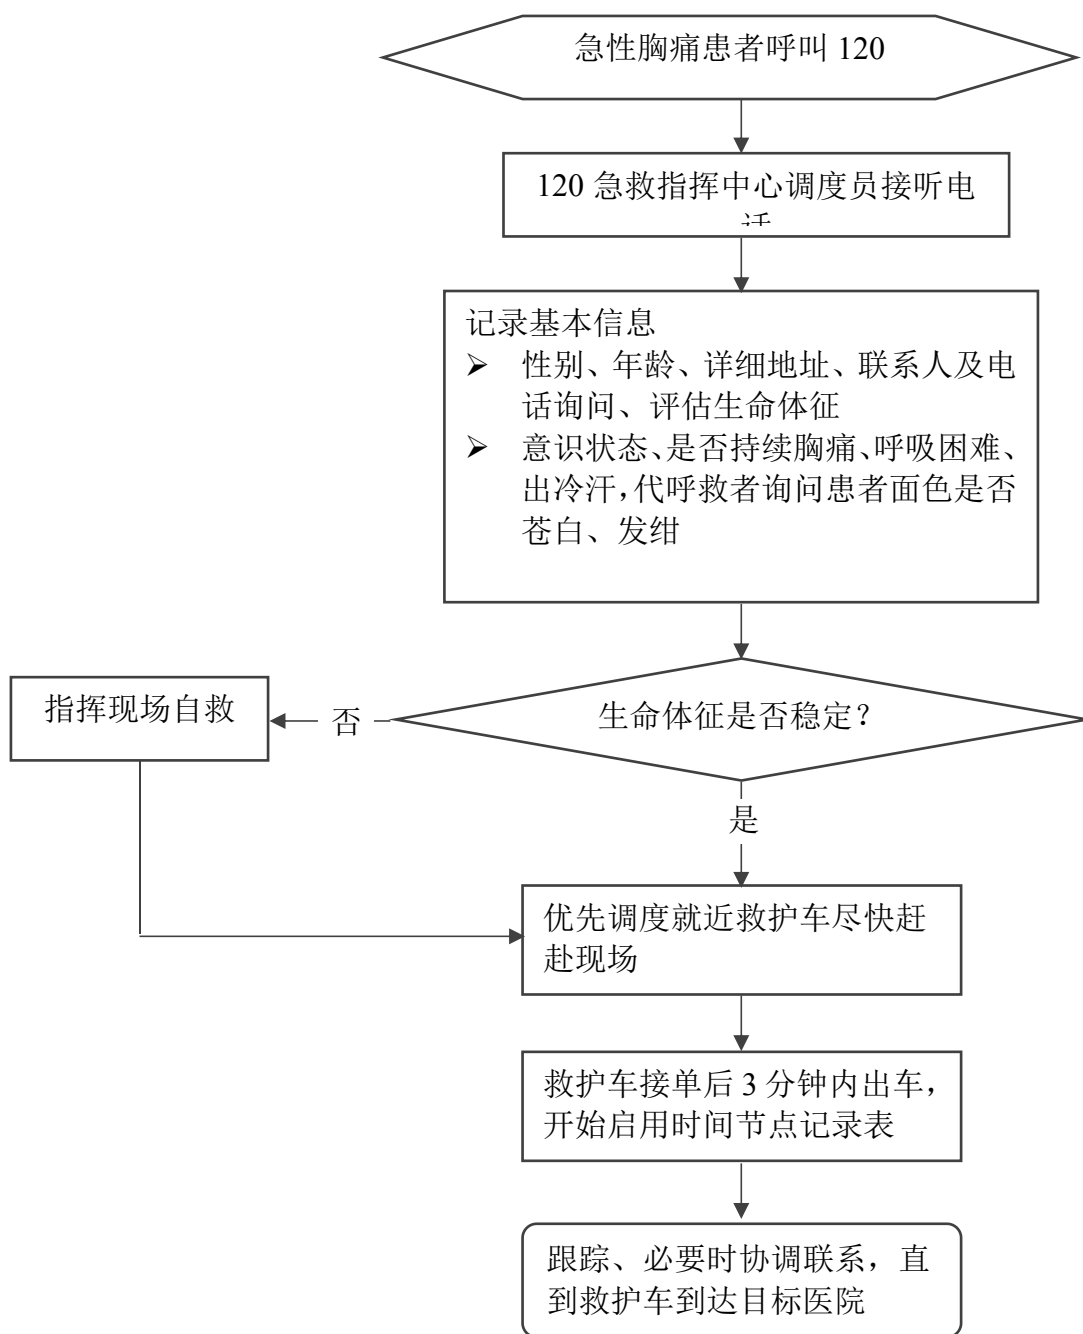 急性胸痛患者呼叫 120
120 急救指挥中心调度员接听电
话
记录基本信息
➢ 性别、年龄、详细地址、联系人及电
话询问、评估生命体征
➢ 意识状态、是否持续胸痛、呼吸困难、
出冷汗，代呼救者询问患者面色是否
苍白、发绀
指挥现场自救
否
生命体征是否稳定？
是
优先调度就近救护车尽快赶
赴现场
救护车接单后 3 分钟内出车，
开始启用时间节点记录表
跟踪、必要时协调联系，直
到救护车到达目标医院